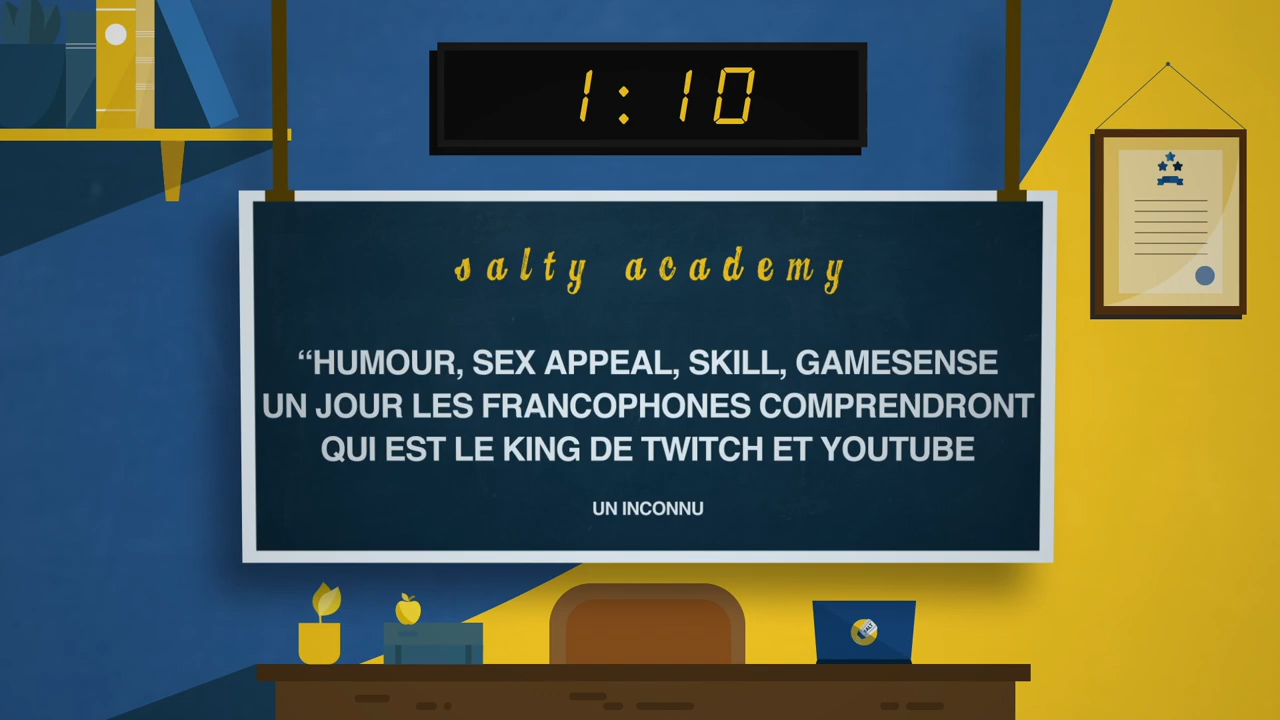 1:10
salty academy
“HUMOUR, SEX APPEAL, SKILL, GAMESENSE
UN JOUR LES FRANCOPHONES COMPRENDRONT
QUI EST LE KING DE TWITCH ET YOUTUBE
UN INCONNU
SALT